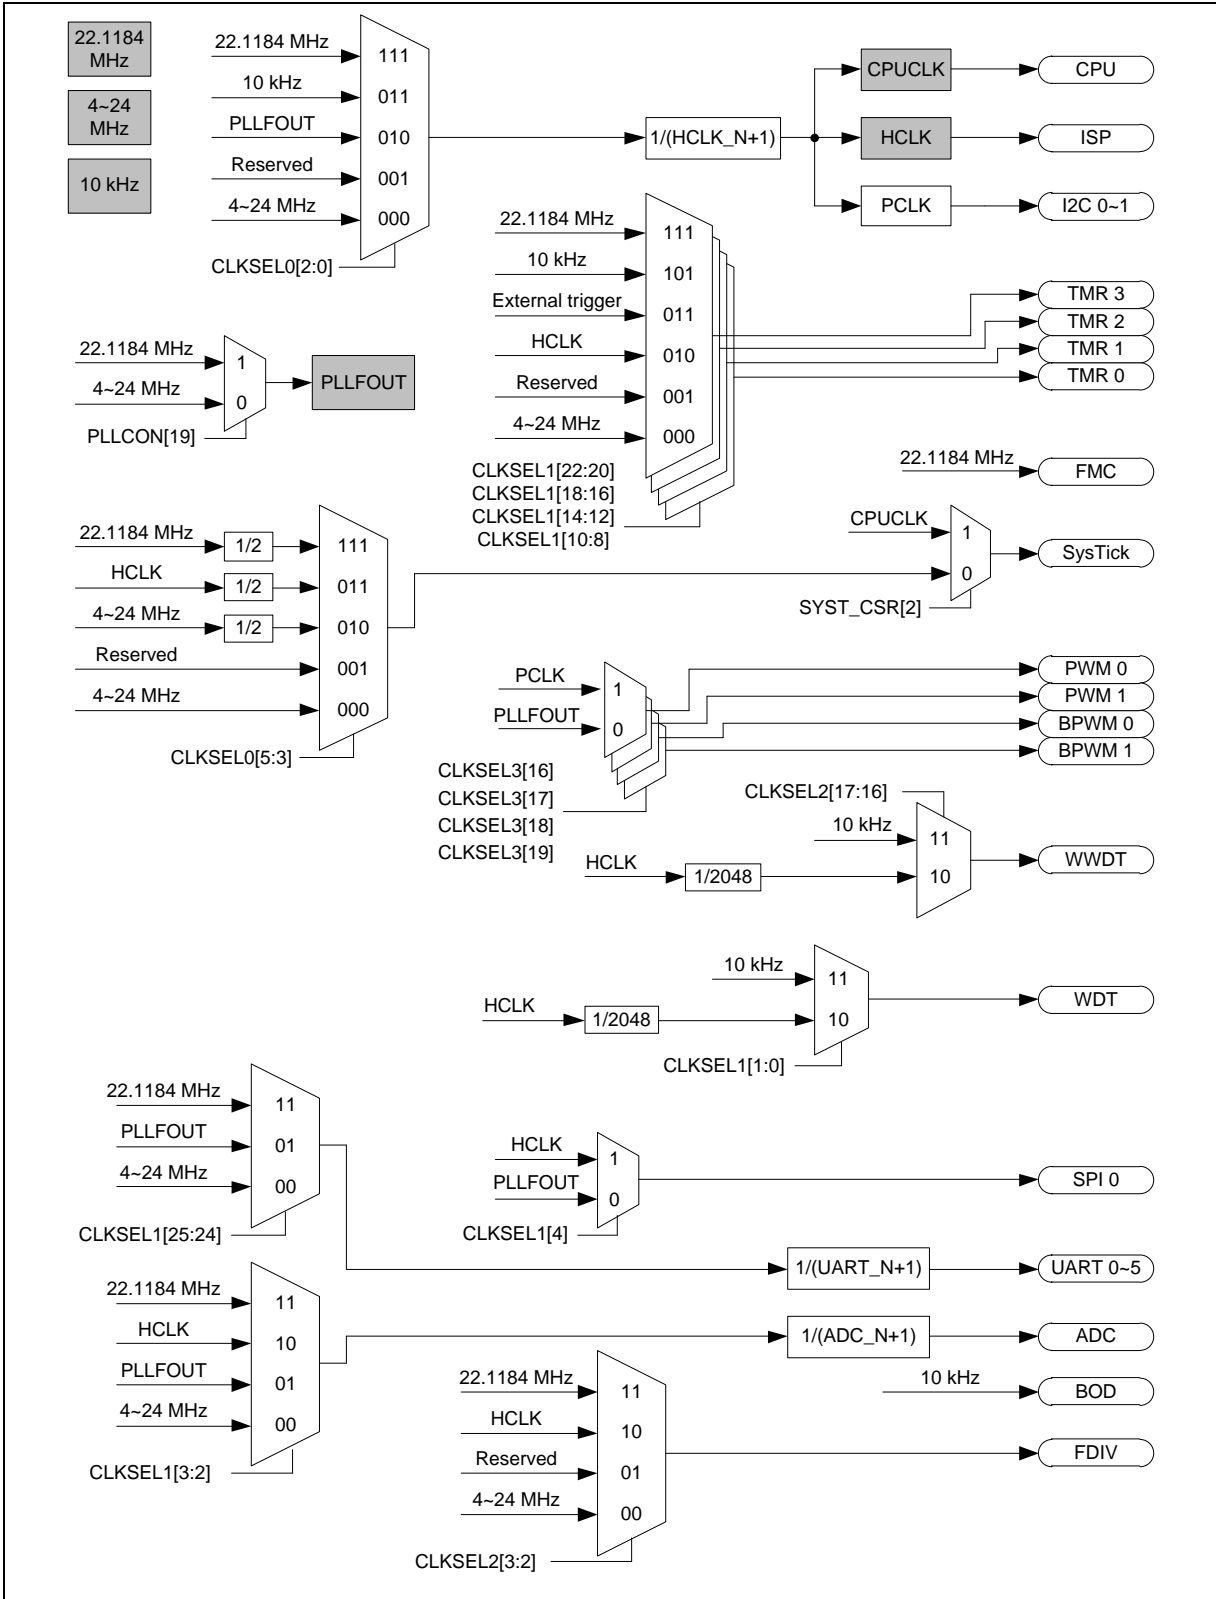 22.1184
MHz
4~24
MHz
10 kHz
22.1184 MHz
111
10 kHz
011
PLLFOUT
010
Reserved
001
4~24 MHz
000
CLKSEL0[2:0]
1/(HCLK_N+1)
CPUCLK
CPU
HCLK
ISP
PCLK
I2C 0~1
22.1184 MHz
111
10 kHz
101
External trigger
011
HCLK
010
Reserved
001
4~24 MHz
000
CLKSEL1[22:20]
CLKSEL1[18:16]
CLKSEL1[14:12]
CLKSEL1[10:8]
TMR 3
TMR 2
TMR 1
TMR 0
22.1184 MHz
1
4~24 MHz
0
PLLCON[19]
PLLFOUT
22.1184 MHz
FMC
22.1184 MHz
1/2
111
HCLK
1/2
011
4~24 MHz
1/2
010
Reserved
001
4~24 MHz
000
CLKSEL0[5:3]
CPUCLK
1
0
SYST_CSR[2]
SysTick
PCLK
1
PLLFOUT
0
CLKSEL3[16]
CLKSEL3[17]
CLKSEL3[18]
CLKSEL3[19]
PWM 0
PWM 1
BPWM 0
BPWM 1
CLKSEL2[17:16]
10 kHz
11
HCLK
1/2048
10
WWDT
10 kHz
11
HCLK
1/2048
10
CLKSEL1[1:0]
WDT
22.1184 MHz
11
PLLFOUT
01
4~24 MHz
00
CLKSEL1[25:24]
HCLK
1
PLLFOUT
0
CLKSEL1[4]
SPI 0
1/(UART_N+1)
UART 0~5
22.1184 MHz
11
HCLK
10
PLLFOUT
01
4~24 MHz
00
CLKSEL1[3:2]
1/(ADC_N+1)
ADC
10 kHz
BOD
22.1184 MHz
11
HCLK
10
Reserved
01
4~24 MHz
00
CLKSEL2[3:2]
FDIV